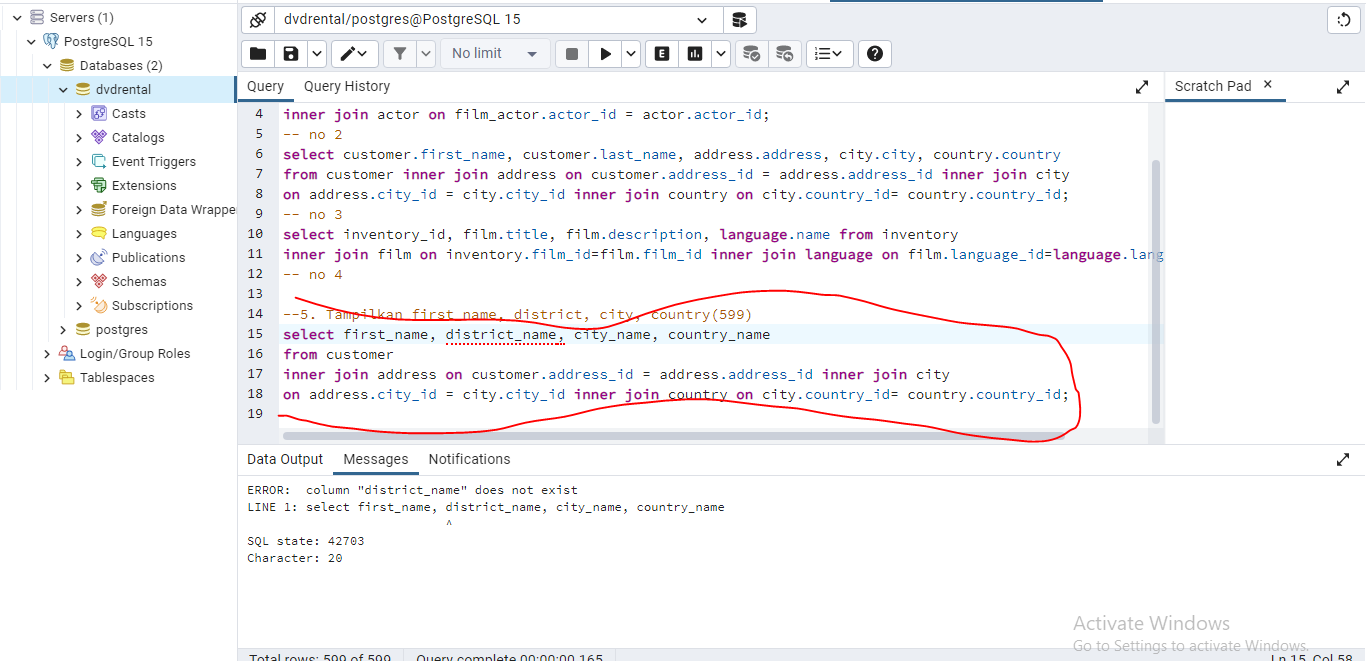 Servers (1)
PostgreSQL 15
Databases (2)
dvdrental
Casts
Catalogs
Event Triggers
Extensions
Foreign Data Wrappe
Languages
Publications
Schemas
Subscriptions
postgres
Login/Group Roles
Tablespaces
dvdrental/postgres@PostgreSQL 15
No limit
E
Query Query History
Scratch Pad
4 inner join actor on film_actor.actor_id = actor.actor_id;
5 -- no 2
6 select customer.first_name, customer.last_name, address.address, city.city, country.country
7 from customer inner join address on customer.address_id = address.address_id inner join city
8 on address.city_id = city.city_id inner join country on city.country_id= country.country_id;
9 -- no 3
10 select inventory_id, film.title, film.description, language.name from inventory
11 inner join film on inventory.film_id=film.film_id inner join language on film.language_id=language.lang
12 -- no 4
13
14 --5. Tampilkan first_name, district, city, country(599)
15 select first_name, district_name, city_name, country_name
16 from customer
17 inner join address on customer.address_id = address.address_id inner join city
18 on address.city_id = city.city_id inner join country on city.country_id= country.country_id;
19
Data Output Messages Notifications
ERROR: column "district_name" does not exist
LINE 1: select first_name, district_name, city_name, country_name
^
SQL state: 42703
Character: 20
Activate Windows
Go to Settings to activate Windows.
Total rows: 599 of 599 Query complete 00:00:00.165 Ln 15, Col 58